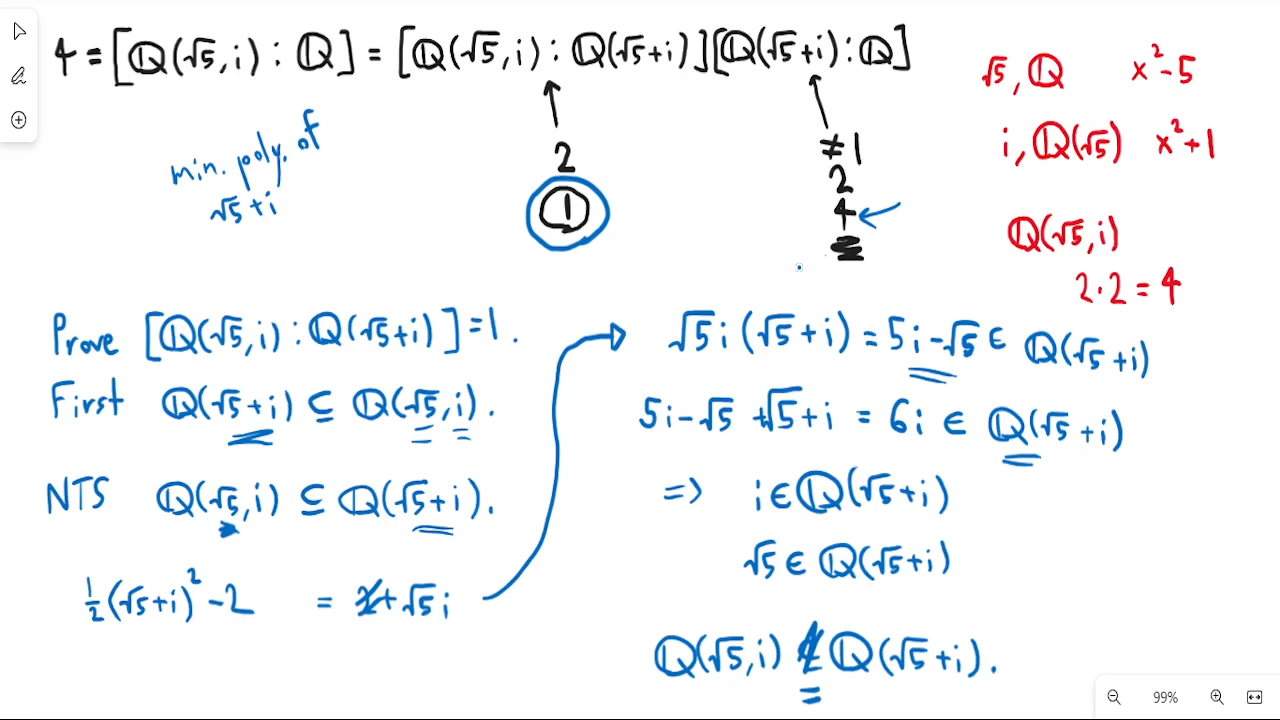 4 = [ℚ(√5, i) : ℚ] = [ℚ(√5, i) : ℚ(√5+i)][ℚ(√5+i) : ℚ]
min. poly. of
√5 + i
2
1
≠1
2
4
√5, ℚ x²-5
i, ℚ(√5) x²+1
ℚ(√5, i)
2·2 = 4
Prove [ℚ(√5, i) : ℚ(√5+i)] = 1.
First ℚ(√5+i) ⊆ ℚ(√5, i).
NTS ℚ(√5, i) ⊆ ℚ(√5+i).
½(√5+i)² - 2 = 2 + √5 i
√5 i (√5+i) = 5i - √5 ∈ ℚ(√5+i)
5i - √5 + √5 + i = 6i ∈ ℚ(√5+i)
=> i ∈ ℚ(√5+i)
√5 ∈ ℚ(√5+i)
ℚ(√5, i) ℚ(√5+i).
99%